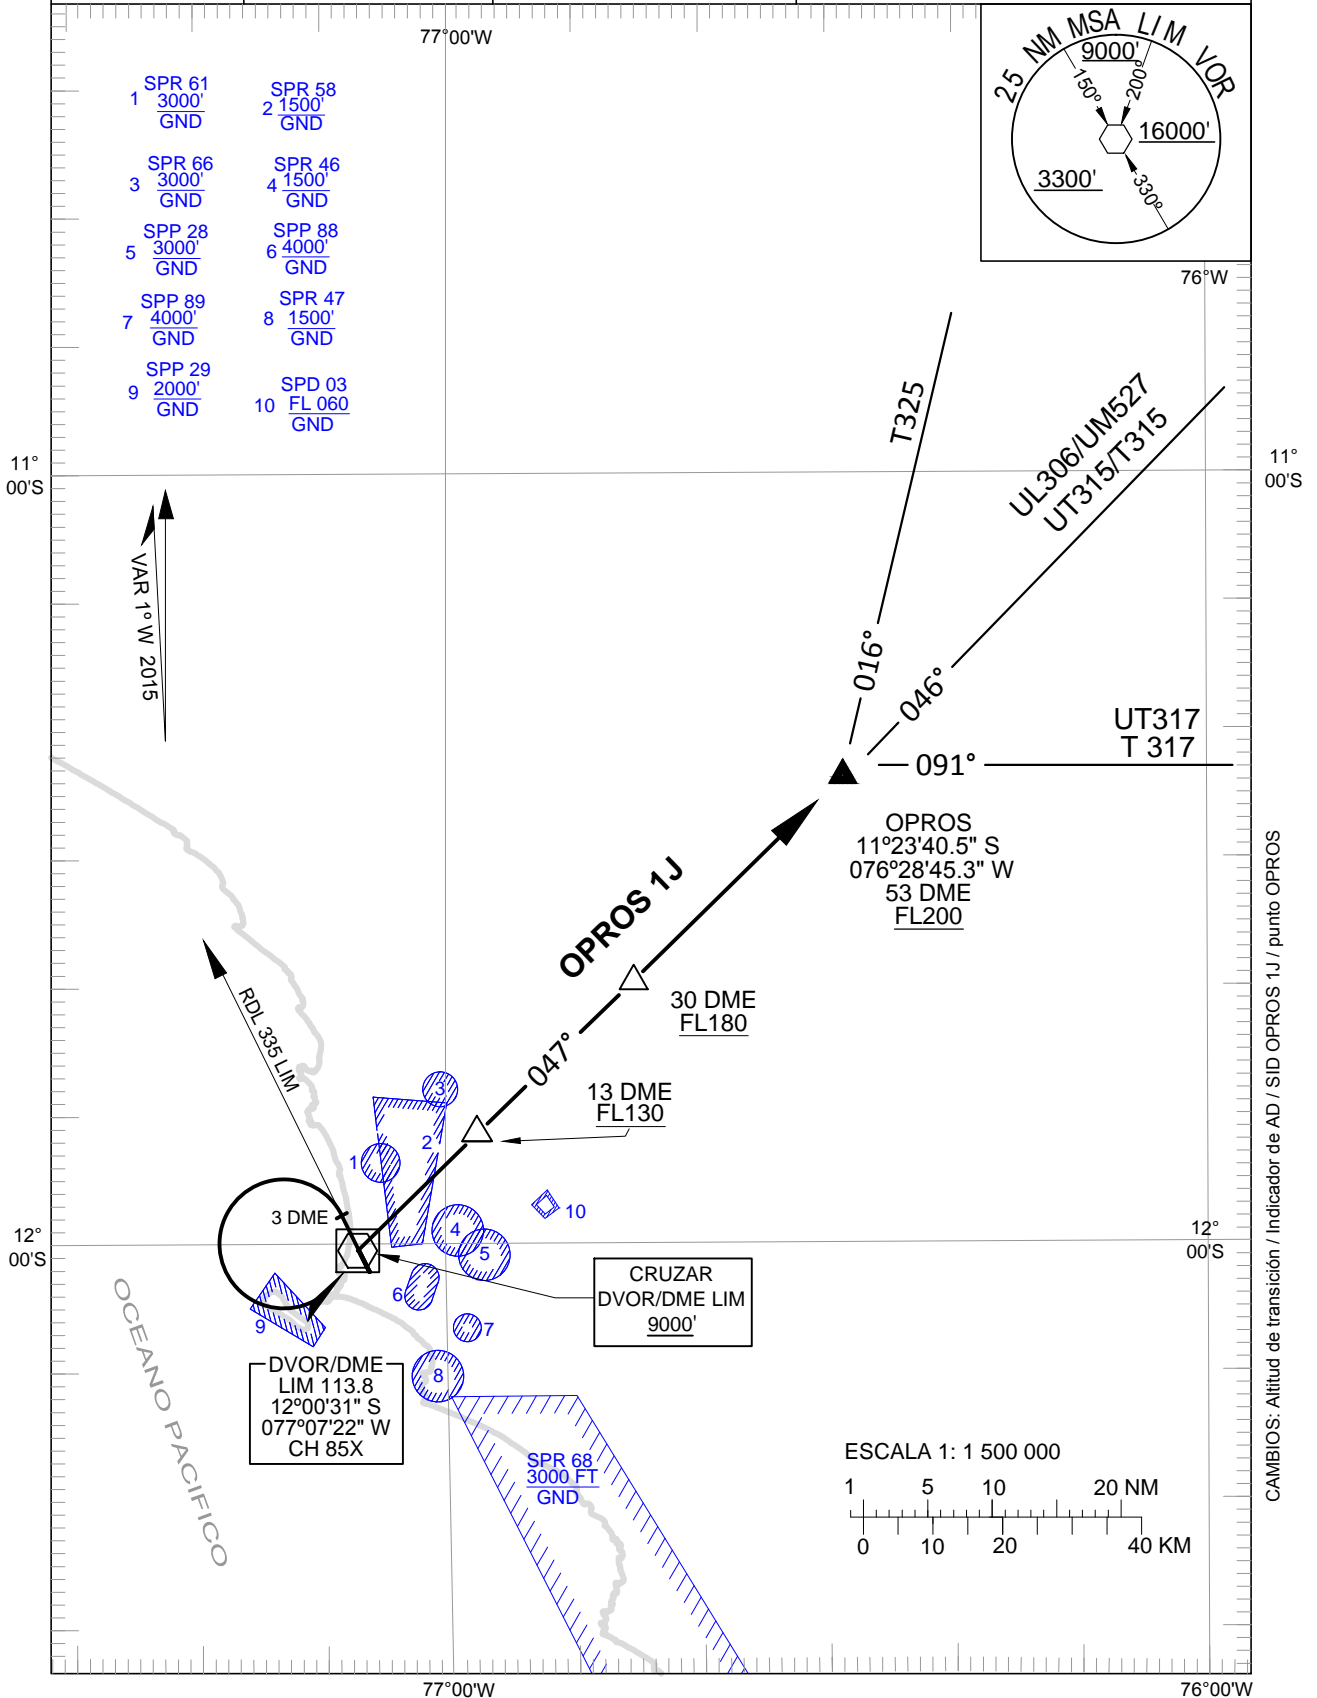 77°00'W
25 NM MSA LIM VOR
9000'
150°
200°
16000'
3300'
330°
1
SPR 61
3000'
GND
2
SPR 58
1500'
GND
3
SPR 66
3000'
GND
4
SPR 46
1500'
GND
5
SPP 28
3000'
GND
6
SPP 88
4000'
GND
7
SPP 89
4000'
GND
8
SPR 47
1500'
GND
9
SPP 29
2000'
GND
10
SPD 03
FL 060
GND
76°W
T325
UL306/UM527
UT315/T315
11°
00'S
11°
00'S
VAR 1° W 2015
016°
046°
UT317
T 317
091°
OPROS
11°23'40.5" S
076°28'45.3" W
53 DME
FL200
OPROS 1J
30 DME
FL180
RDL 335 LIM
047°
13 DME
FL130
3
2
1
10
3 DME
4
5
12°
00'S
12°
00'S
CRUZAR
DVOR/DME LIM
9000'
6
7
9
8
DVOR/DME
LIM 113.8
12°00'31" S
077°07'22" W
CH 85X
OCEANO PACIFICO
SPR 68
3000 FT
GND
ESCALA 1: 1 500 000
1 5 10 20 NM
0 10 20 40 KM
CAMBIOS: Altitud de transición / Indicador de AD / SID OPROS 1J / punto OPROS
77°00'W
76°00'W